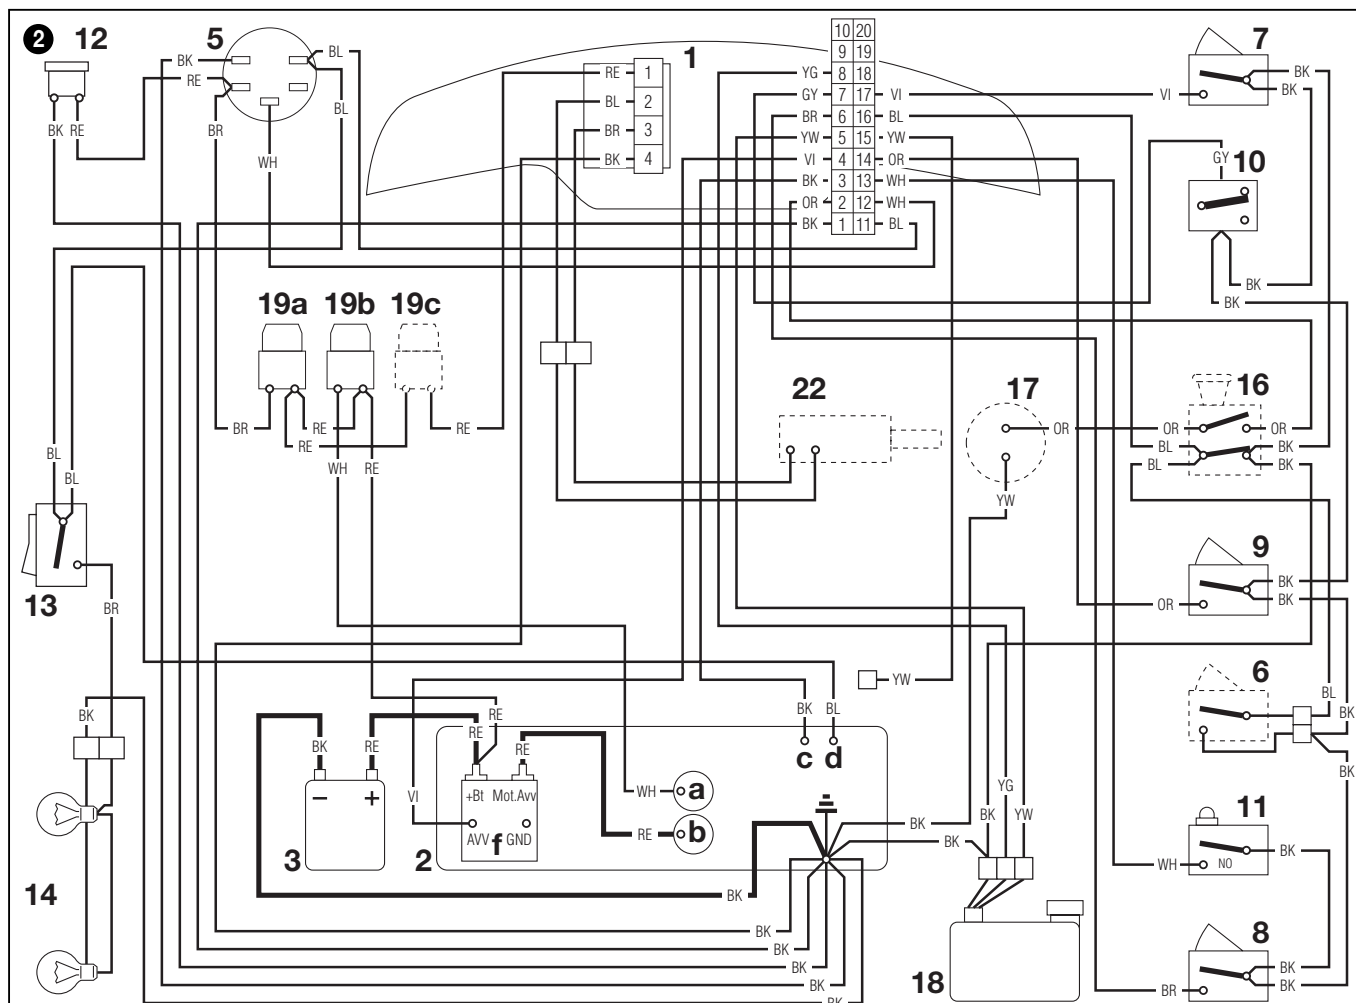 2 12 5 1 7
BK RE BL BL
BK RE BR WH
RE 1
BL 2
BR 3
BK 4
10 20
9 19
YG 8 18
GY 7 17 VI
BR 6 16 BL
YW 5 15 YW
VI 4 14 OR
BK 3 13 WH
OR 2 12 WH
BK 1 11 BL
VI BK BK
GY 10
BK BK
19a 19b 19c
BR RE RE RE
WH RE
22 17 16
OR OR OR
BL BK
BL BK
YW
BL BL
13 BR
9
OR BK BK
6
BL BK BK
YW
BK BL
c d
BK
BK RE RE RE RE
- +
VI
+Bt Mot.Avv
AVV f GND
WH a
RE b
3 2
BK BK
BK YG YW
11
WH NO BK
14
BK
BK
BK
BK
BK
BK
18
8
BR BK BK